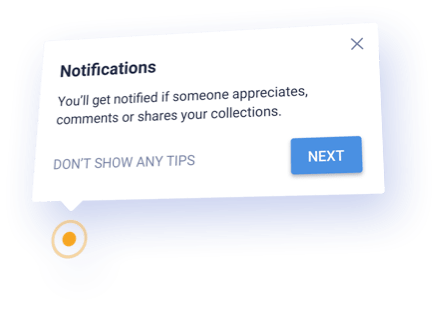 Notifications
You'll get notified if someone appreciates,
comments or shares your collections.
DON'T SHOW ANY TIPS
NEXT